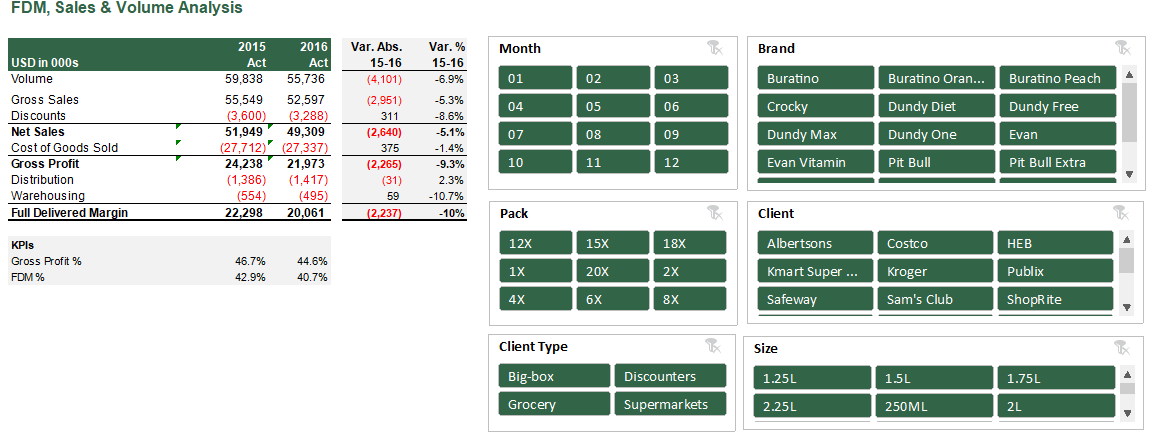 FDM, Sales & Volume Analysis
2015 2016 Var. Abs. Var. %
USD in 000s Act Act 15-16 15-16
Volume 59,838 55,736 (4,101) -6.9%
Gross Sales 55,549 52,597 (2,951) -5.3%
Discounts (3,600) (3,288) 311 -8.6%
Net Sales 51,949 49,309 (2,640) -5.1%
Cost of Goods Sold (27,712) (27,337) 375 -1.4%
Gross Profit 24,238 21,973 (2,265) -9.3%
Distribution (1,386) (1,417) (31) 2.3%
Warehousing (554) (495) 59 -10.7%
Full Delivered Margin 22,298 20,061 (2,237) -10%
KPIs
Gross Profit % 46.7% 44.6%
FDM % 42.9% 40.7%
Month
01 02 03
04 05 06
07 08 09
10 11 12
Brand
Buratino Buratino Oran... Buratino Peach
Crocky Dundy Diet Dundy Free
Dundy Max Dundy One Evan
Evan Vitamin Pit Bull Pit Bull Extra
Pack
12X 15X 18X
1X 20X 2X
4X 6X 8X
Client
Albertsons Costco HEB
Kmart Super ... Kroger Publix
Safeway Sam's Club ShopRite
Client Type
Big-box Discounters
Grocery Supermarkets
Size
1.25L 1.5L 1.75L
2.25L 250ML 2L